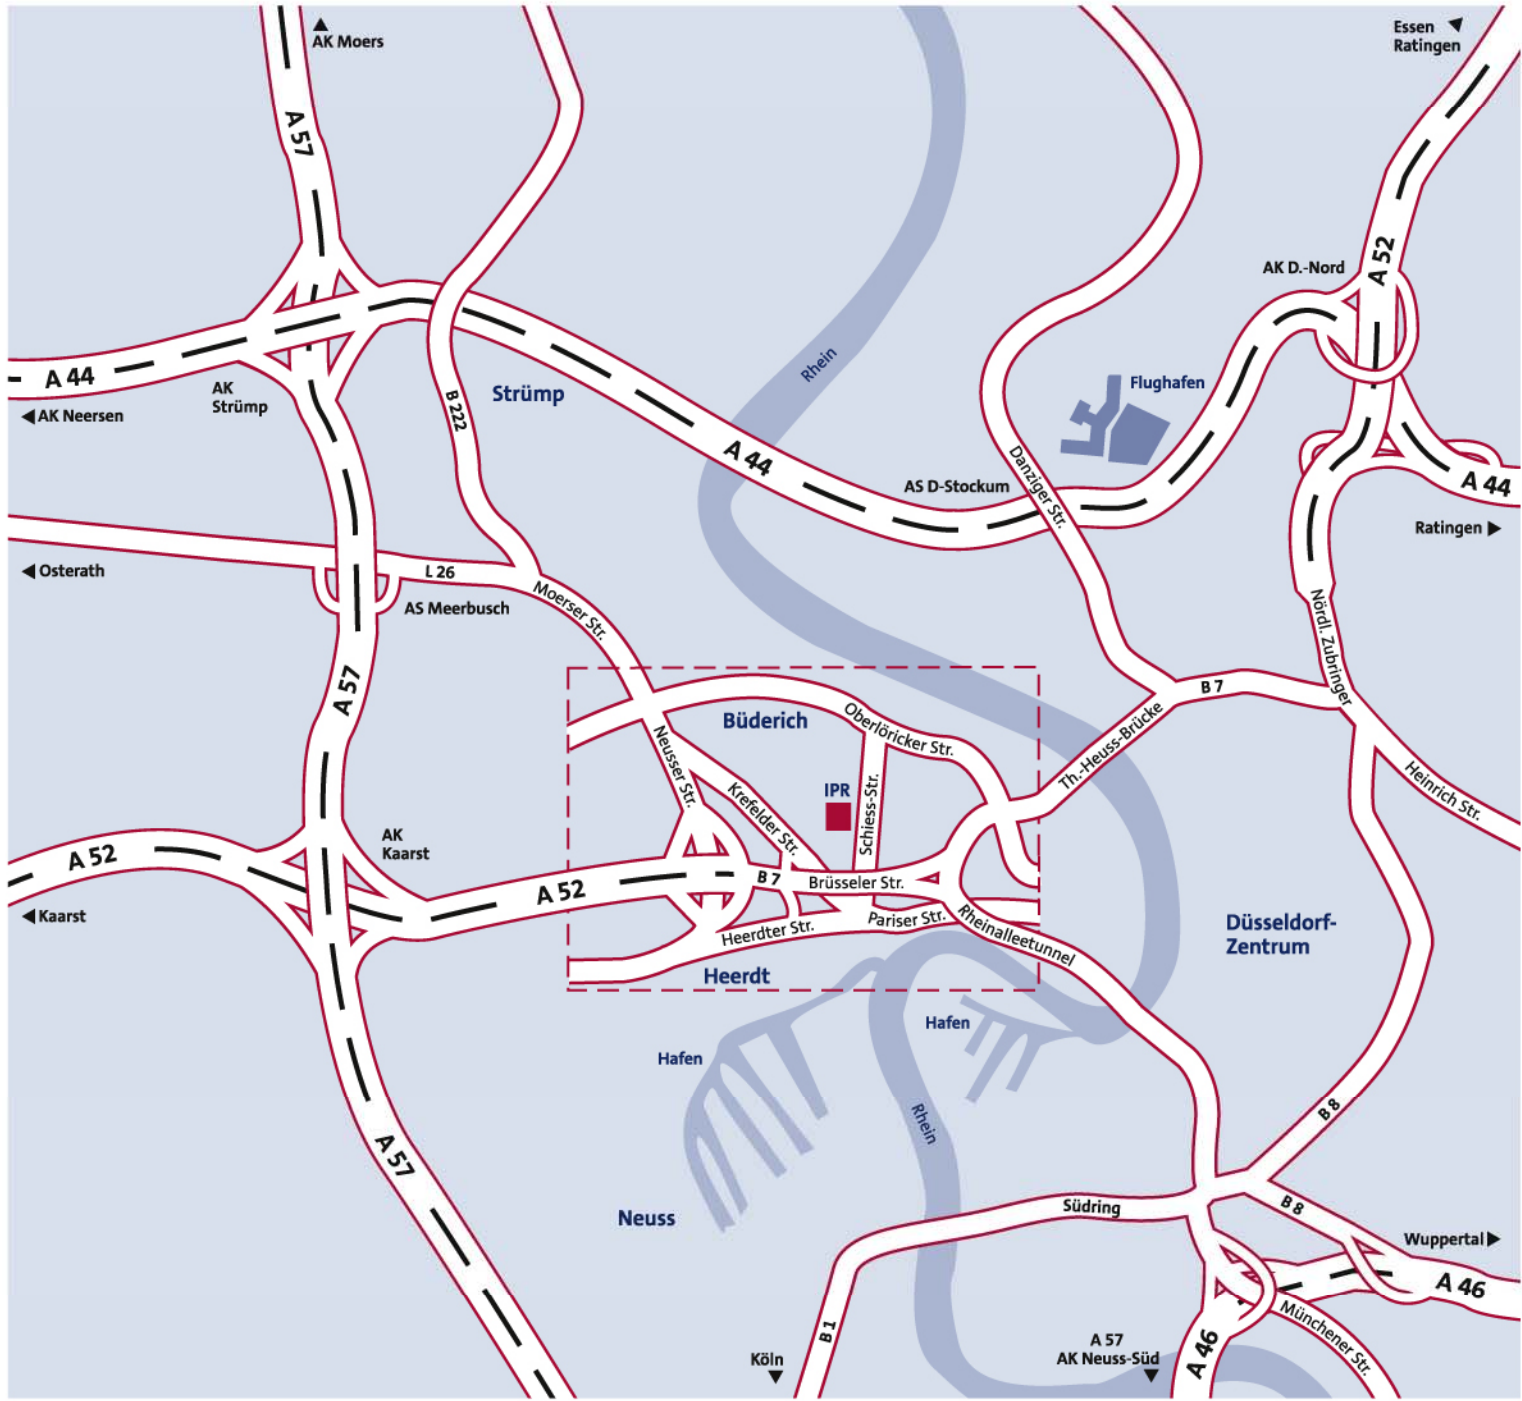 AK Moers
Essen
Ratingen
A 57
Rhein
AK D.-Nord
A 52
A 44
AK Neersen
AK
Strümp
B 222
Strümp
A 44
Flughafen
AS D-Stockum
Danziger Str.
A 44
Ratingen
Osterath
L 26
AS Meerbusch
Moerser Str.
Nördl. Zubringer
A 57
B 7
Büderich
Oberlöricker Str.
Th.-Heuss-Brücke
Neusser Str.
Krefelder Str.
IPR
Schiess-Str.
Heinrich Str.
A 52
AK
Kaarst
Kaarst
A 52
B 7
Brüsseler Str.
Pariser Str.
Heerdter Str.
Rheinalleetunnel
Heerdt
Düsseldorf-
Zentrum
Hafen
Hafen
Rhein
A 57
B 8
Neuss
Südring
B 8
Wuppertal
A 46
B 1
Köln
A 57
AK Neuss-Süd
A 46
Münchener Str.